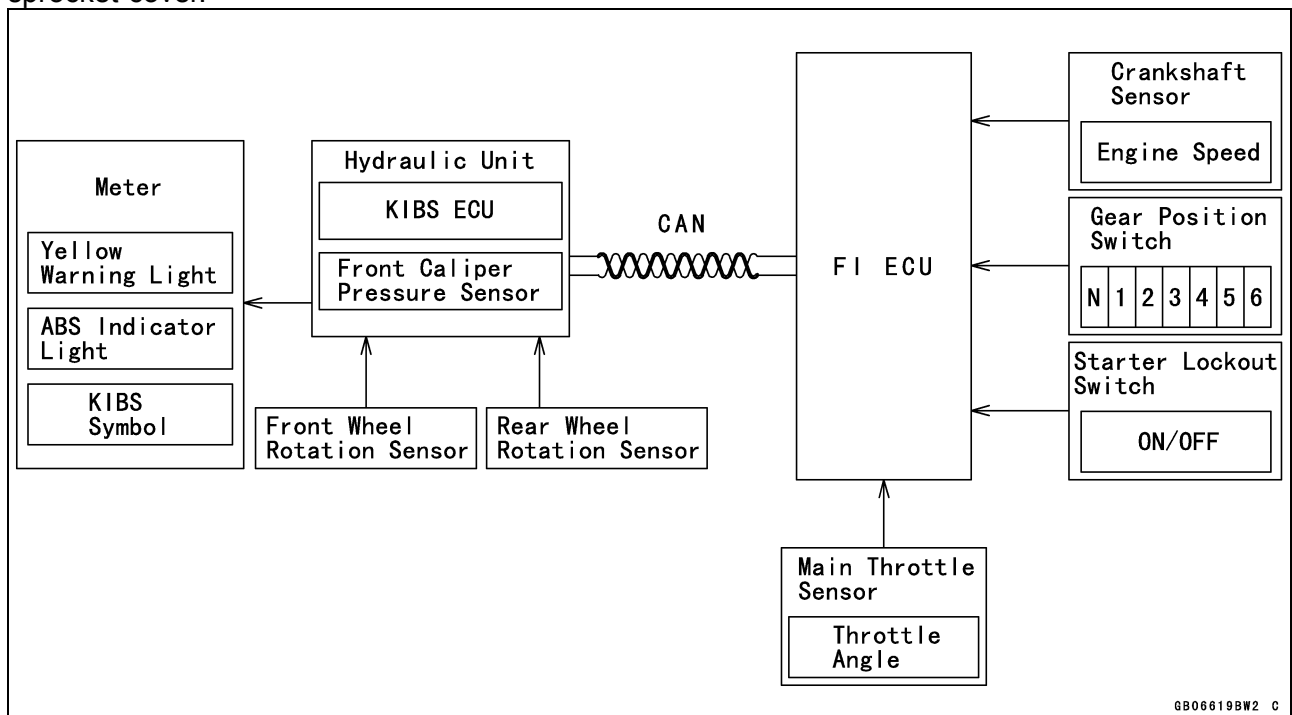 sprocket cover.
Crankshaft
Sensor
Engine Speed
Hydraulic Unit
KIBS ECU
Meter
CAN
Gear Position
Switch
Yellow
Warning Light
Front Caliper
Pressure Sensor
FI ECU
N 1 2 3 4 5 6
ABS Indicator
Light
Starter Lockout
Switch
KIBS
Symbol
Front Wheel
Rotation Sensor
Rear Wheel
Rotation Sensor
ON/OFF
Main Throttle
Sensor
Throttle
Angle
GB06619BW2 C